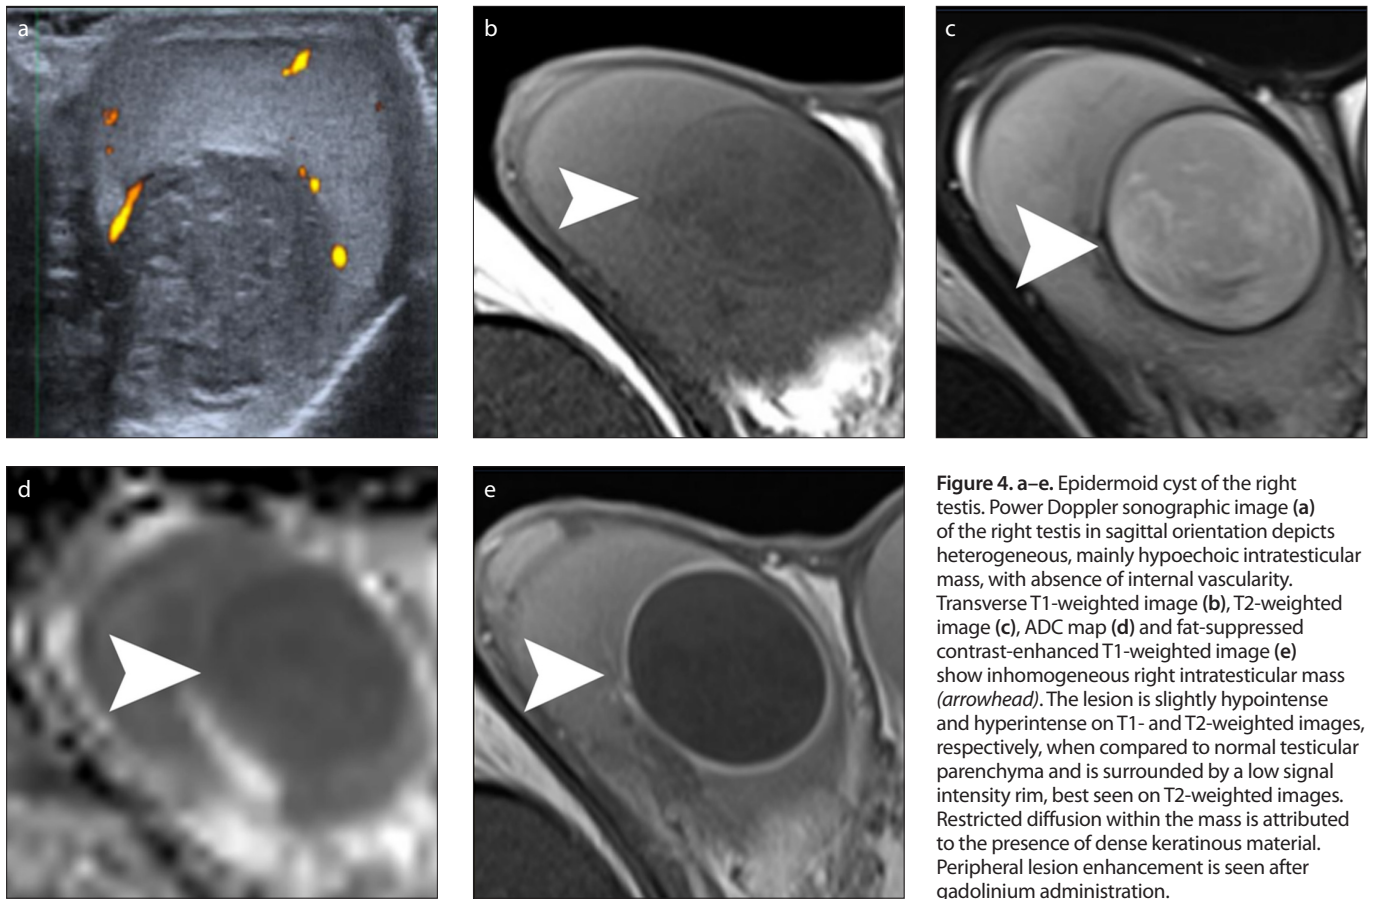 a
b
c
d
e
Figure 4. a–e. Epidermoid cyst of the right
testis. Power Doppler sonographic image (a)
of the right testis in sagittal orientation depicts
heterogeneous, mainly hypoechoic intratesticular
mass, with absence of internal vascularity.
Transverse T1-weighted image (b), T2-weighted
image (c), ADC map (d) and fat-suppressed
contrast-enhanced T1-weighted image (e)
show inhomogeneous right intratesticular mass
(arrowhead). The lesion is slightly hypointense
and hyperintense on T1- and T2-weighted images,
respectively, when compared to normal testicular
parenchyma and is surrounded by a low signal
intensity rim, best seen on T2-weighted images.
Restricted diffusion within the mass is attributed
to the presence of dense keratinous material.
Peripheral lesion enhancement is seen after
gadolinium administration.